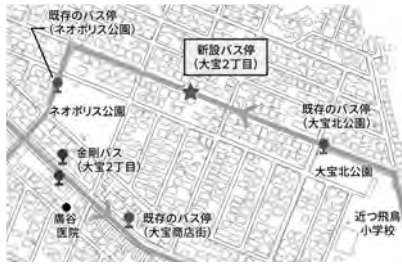 既存のバス停
(ネオポリス公園)
新設バス停
(大宝2丁目)
既存のバス停
(大宝北公園)
ネオポリス公園
金剛バス
(大宝2丁目)
大宝北公園
廣谷
医院
既存のバス停
(大宝商店街)
近つ飛鳥
小学校